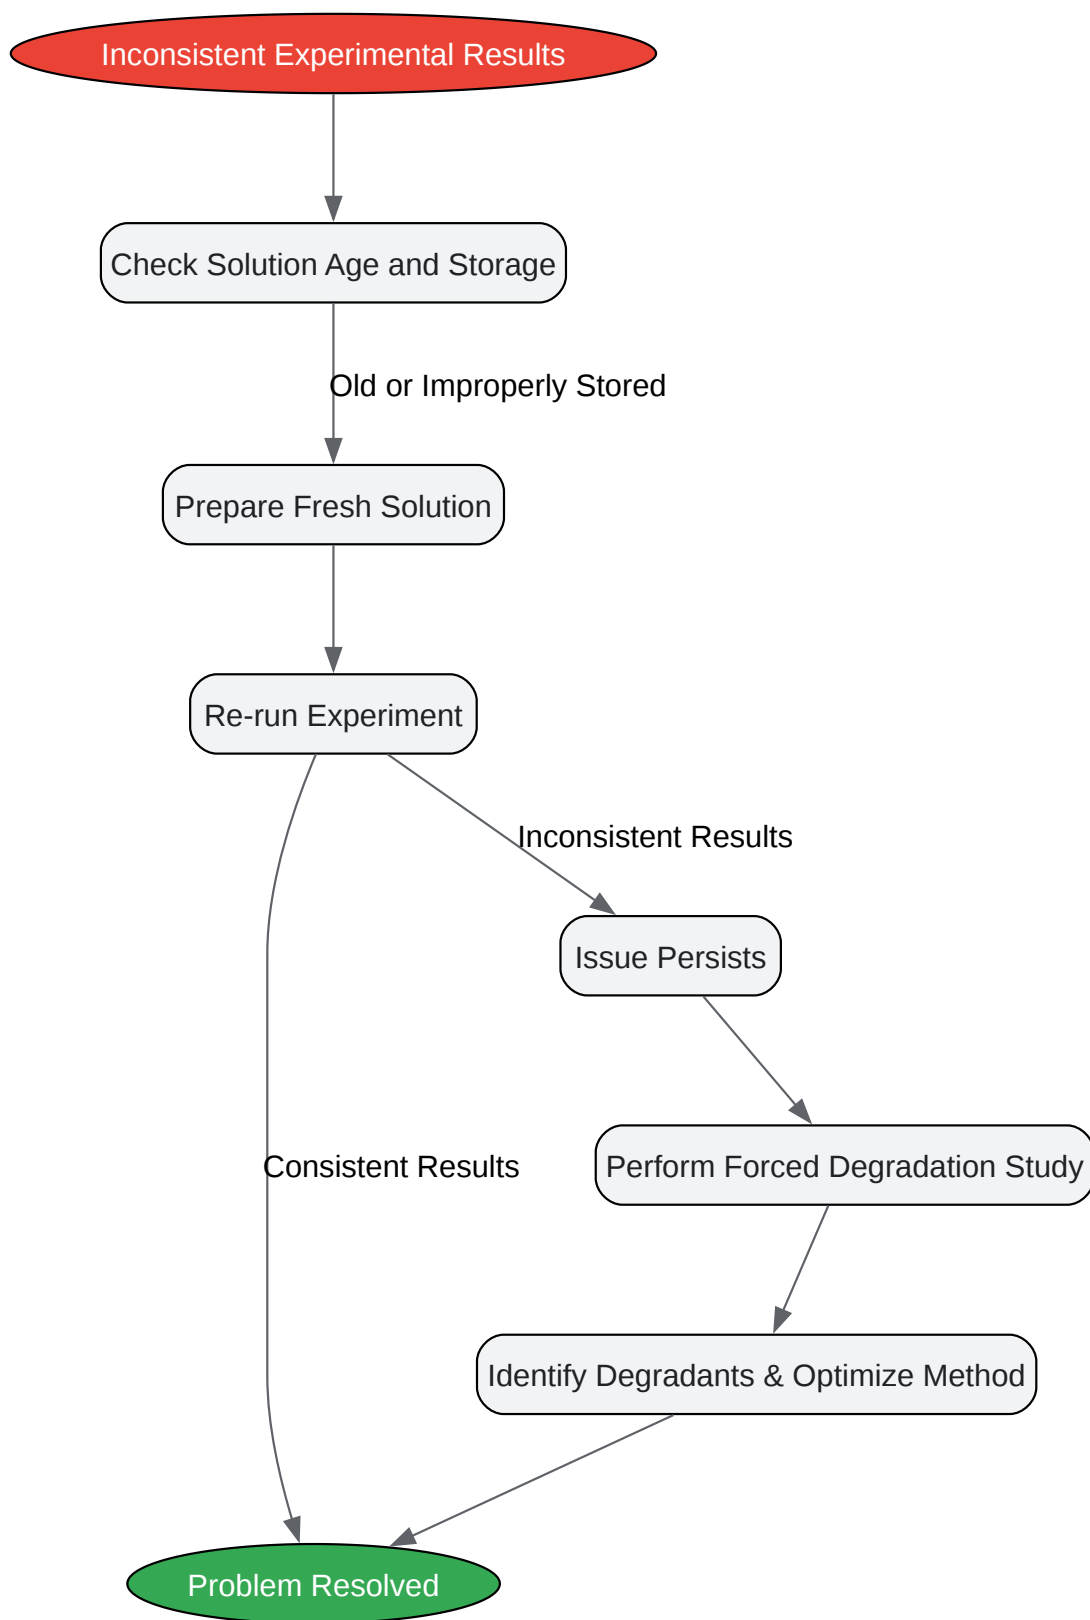 Inconsistent Experimental Results
Check Solution Age and Storage
Old or Improperly Stored
Prepare Fresh Solution
Re-run Experiment
Inconsistent Results
Issue Persists
Consistent Results
Perform Forced Degradation Study
Identify Degradants & Optimize Method
Problem Resolved